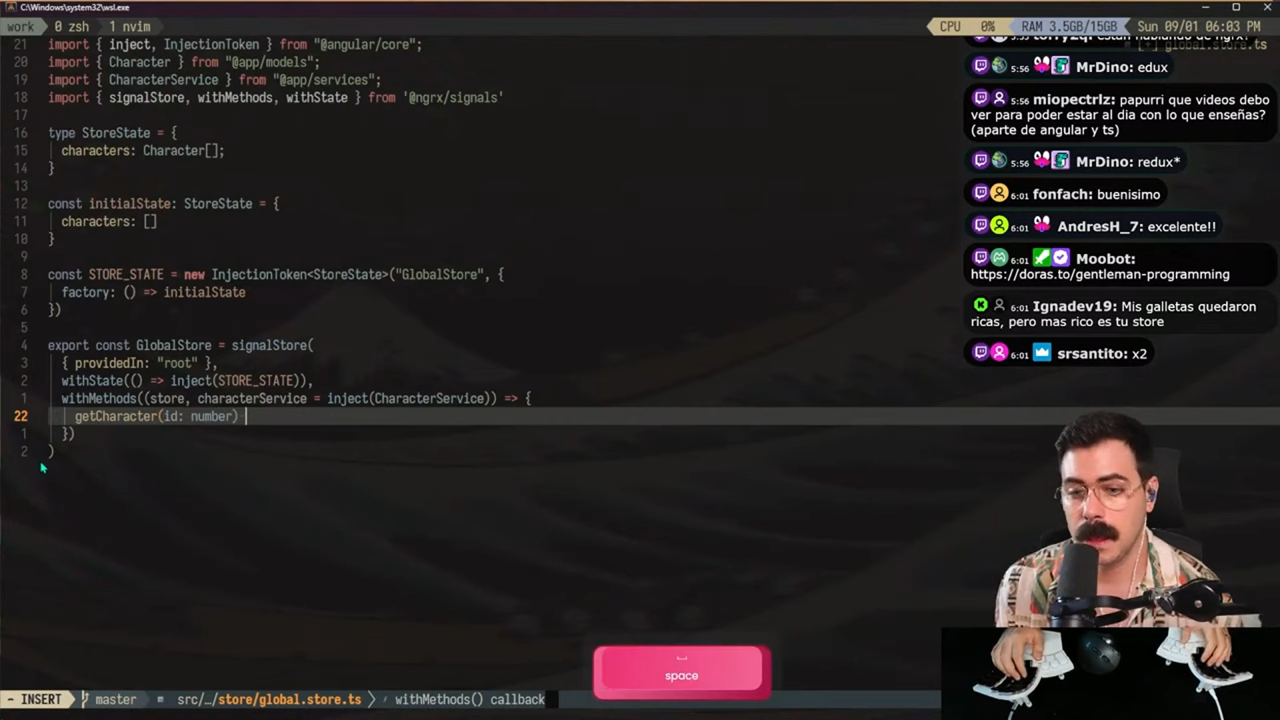 C:\Windows\system32\wsl.exe
work 0 zsh 1 nvim
CPU 0% RAM 3.5GB/15GB Sun 09/01 06:03 PM
21 import { inject, InjectionToken } from "@angular/core";
20 import { Character } from "@app/models";
19 import { CharacterService } from "@app/services";
18 import { signalStore, withMethods, withState } from '@ngrx/signals'
17
16 type StoreState = {
15 characters: Character[];
14 }
13
12 const initialState: StoreState = {
11 characters: []
10 }
9
8 const STORE_STATE = new InjectionToken<StoreState>("GlobalStore", {
7 factory: () => initialState
6 })
5
4 export const GlobalStore = signalStore(
3 { providedIn: "root" },
2 withState(() => inject(STORE_STATE)),
1 withMethods((store, characterService = inject(CharacterService)) => {
22 getCharacter(id: number)
1 })
2 )
[+] global.store.ts
5:56 MrDino: edux
5:56 miopectrlz: papurri que videos debo
ver para poder estar al dia con lo que enseñas?
(aparte de angular y ts)
5:56 MrDino: redux*
6:01 fonfach: buenisimo
6:01 AndresH_7: excelente!!
6:01 Moobot:
https://doras.to/gentleman-programming
6:01 Ignadev19: Mis galletas quedaron
ricas, pero mas rico es tu store
6:01 srsantito: x2
space
~ INSERT master src/…/store/global.store.ts withMethods() callback